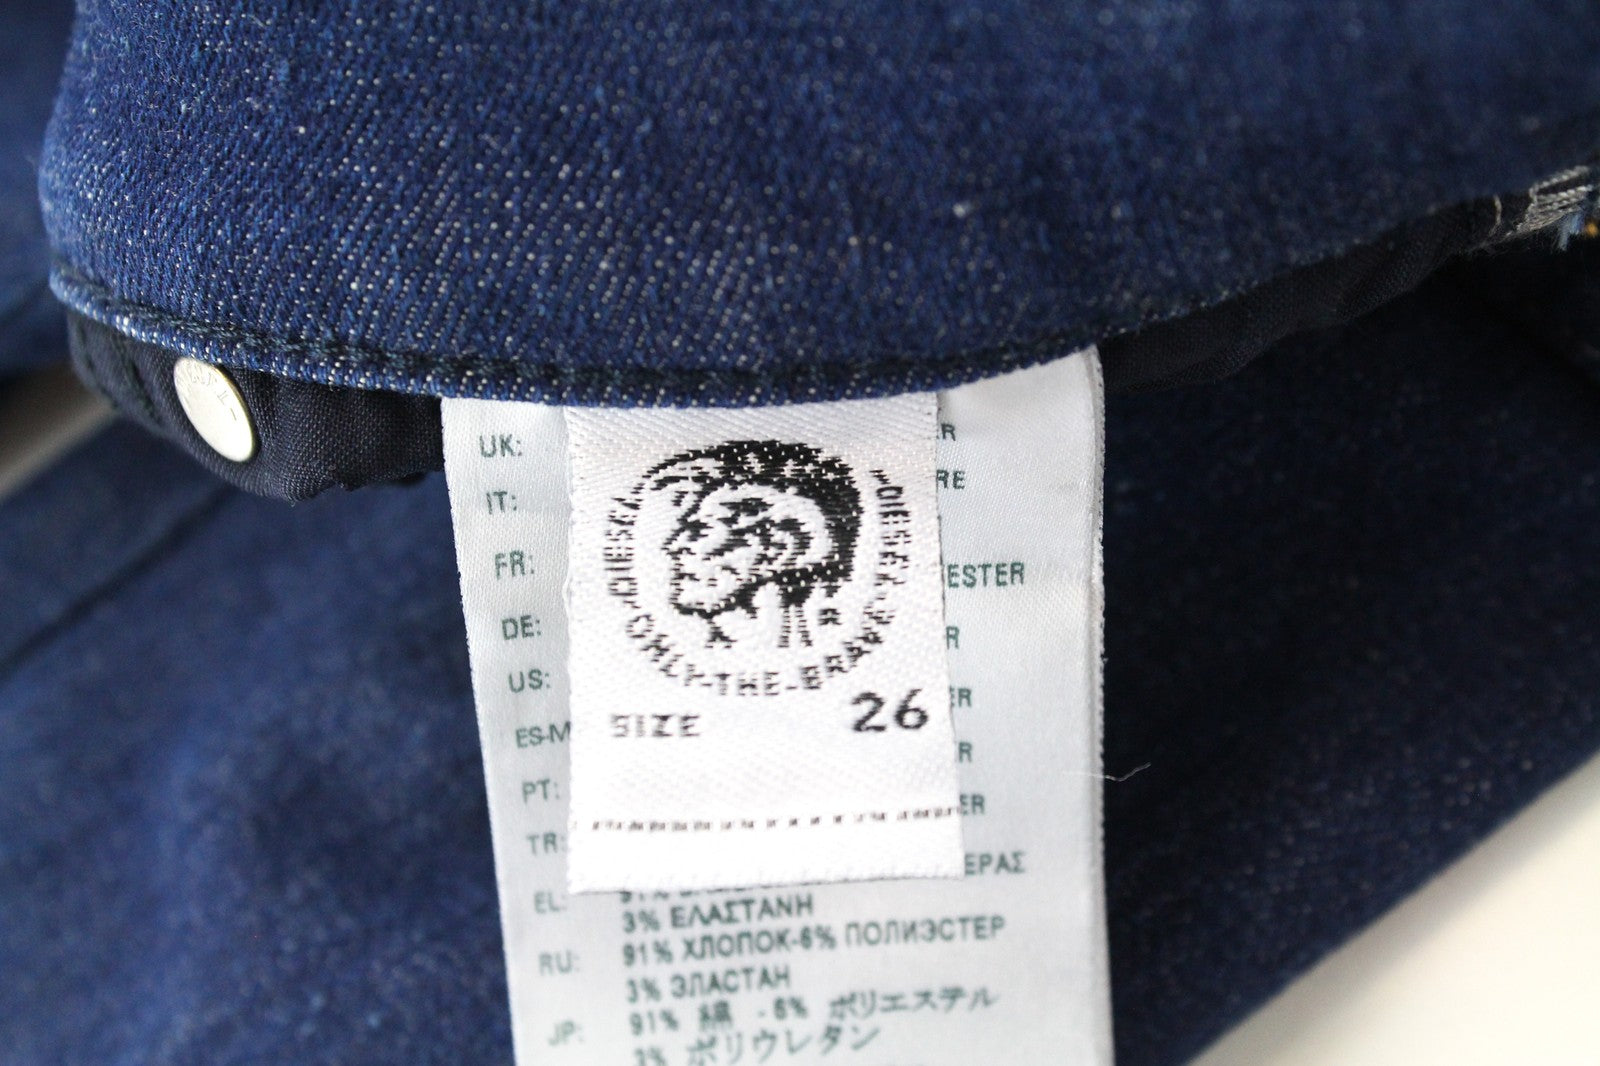 DIESEL
DIESEL
ONLY-THE-BRAVE
SIZE 26
UK:
IT:
FR: ESTER
DE:
US:
ES-M
PT:
TR:
EL:
3% ΕΛΑΣΤΑΝΗ
RU: 91% ХЛОПОК-6% ПОЛИЭСТЕР
3% ЭЛАСТАН
JP: 91% 綿 - 6% ポリエステル
3% ポリウレタン